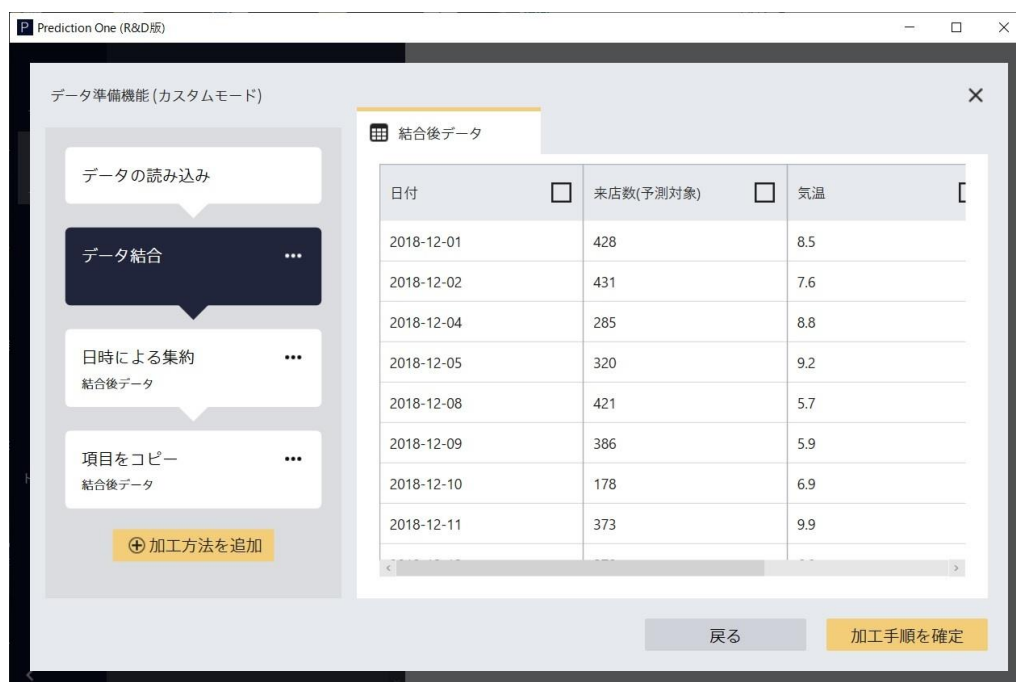 P Prediction One (R&D版)
データ準備機能 (カスタムモード)
データの読み込み
データ結合
日時による集約
結合後データ
項目をコピー
結合後データ
加工方法を追加
結合後データ
日付 来店数(予測対象) 気温
2018-12-01 428 8.5
2018-12-02 431 7.6
2018-12-04 285 8.8
2018-12-05 320 9.2
2018-12-08 421 5.7
2018-12-09 386 5.9
2018-12-10 178 6.9
2018-12-11 373 9.9
戻る 加工手順を確定